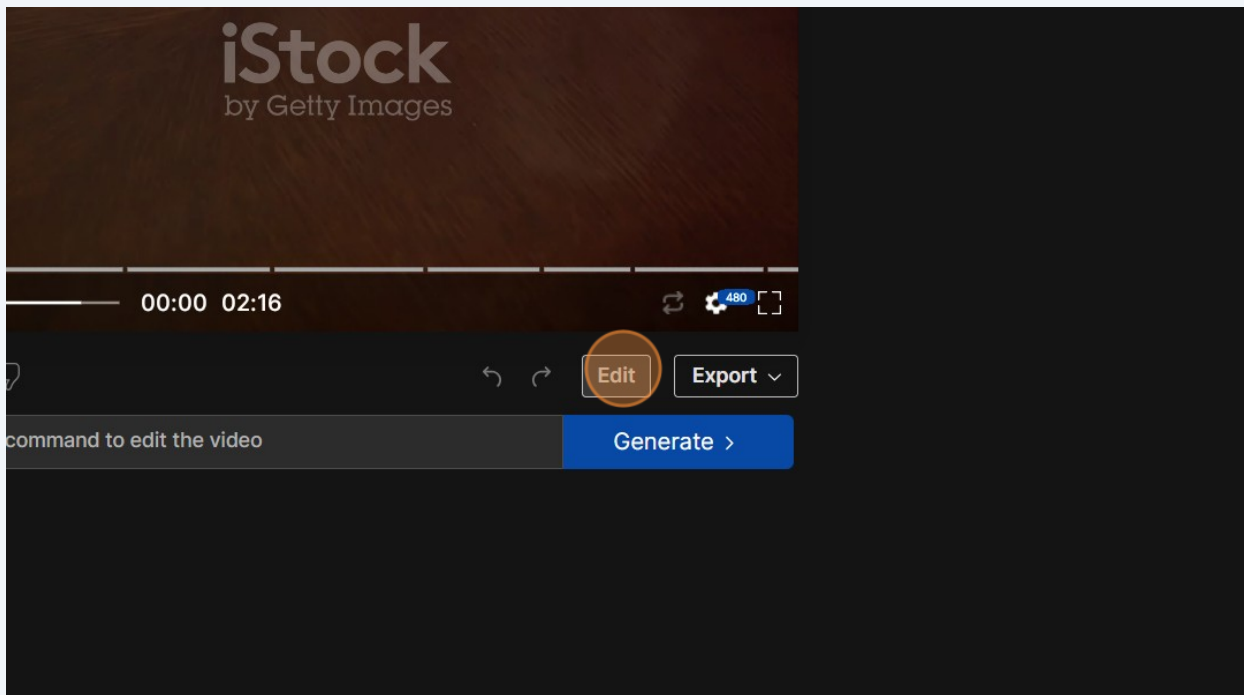 iStock
by Getty Images
00:00 02:16
480
Edit
Export
command to edit the video
Generate